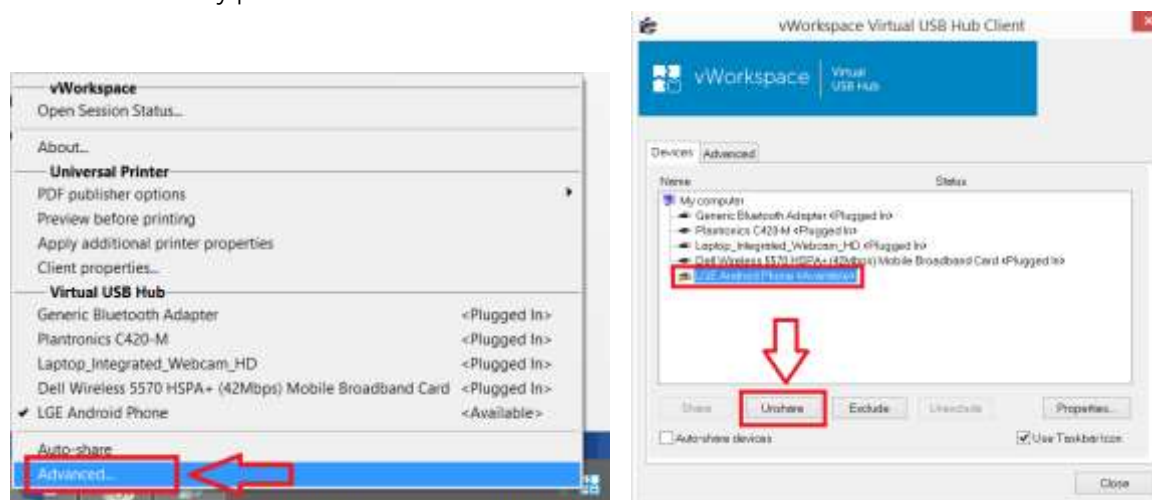 vWorkspace
Open Session Status...
About...
Universal Printer
PDF publisher options
Preview before printing
Apply additional printer properties
Client properties...
Virtual USB Hub
Generic Bluetooth Adapter <Plugged In>
Plantronics C420-M <Plugged In>
Laptop_Integrated_Webcam_HD <Plugged In>
Dell Wireless 5570 HSPA+ (42Mbps) Mobile Broadband Card <Plugged In>
✔ LGE Android Phone <Available>
Auto-share
Advanced...
vWorkspace Virtual USB Hub Client
vWorkspace Virtual USB Hub
Devices Advanced
Name Status
My computer
Generic Bluetooth Adapter <Plugged In>
Plantronics C420-M <Plugged In>
Laptop_Integrated_Webcam_HD <Plugged In>
Dell Wireless 5570 HSPA+ (42Mbps) Mobile Broadband Card <Plugged In>
LGE Android Phone <Available>
Share Unshare Exclude Unexclude Properties...
Auto-share devices Use Taskbar Icon
Close